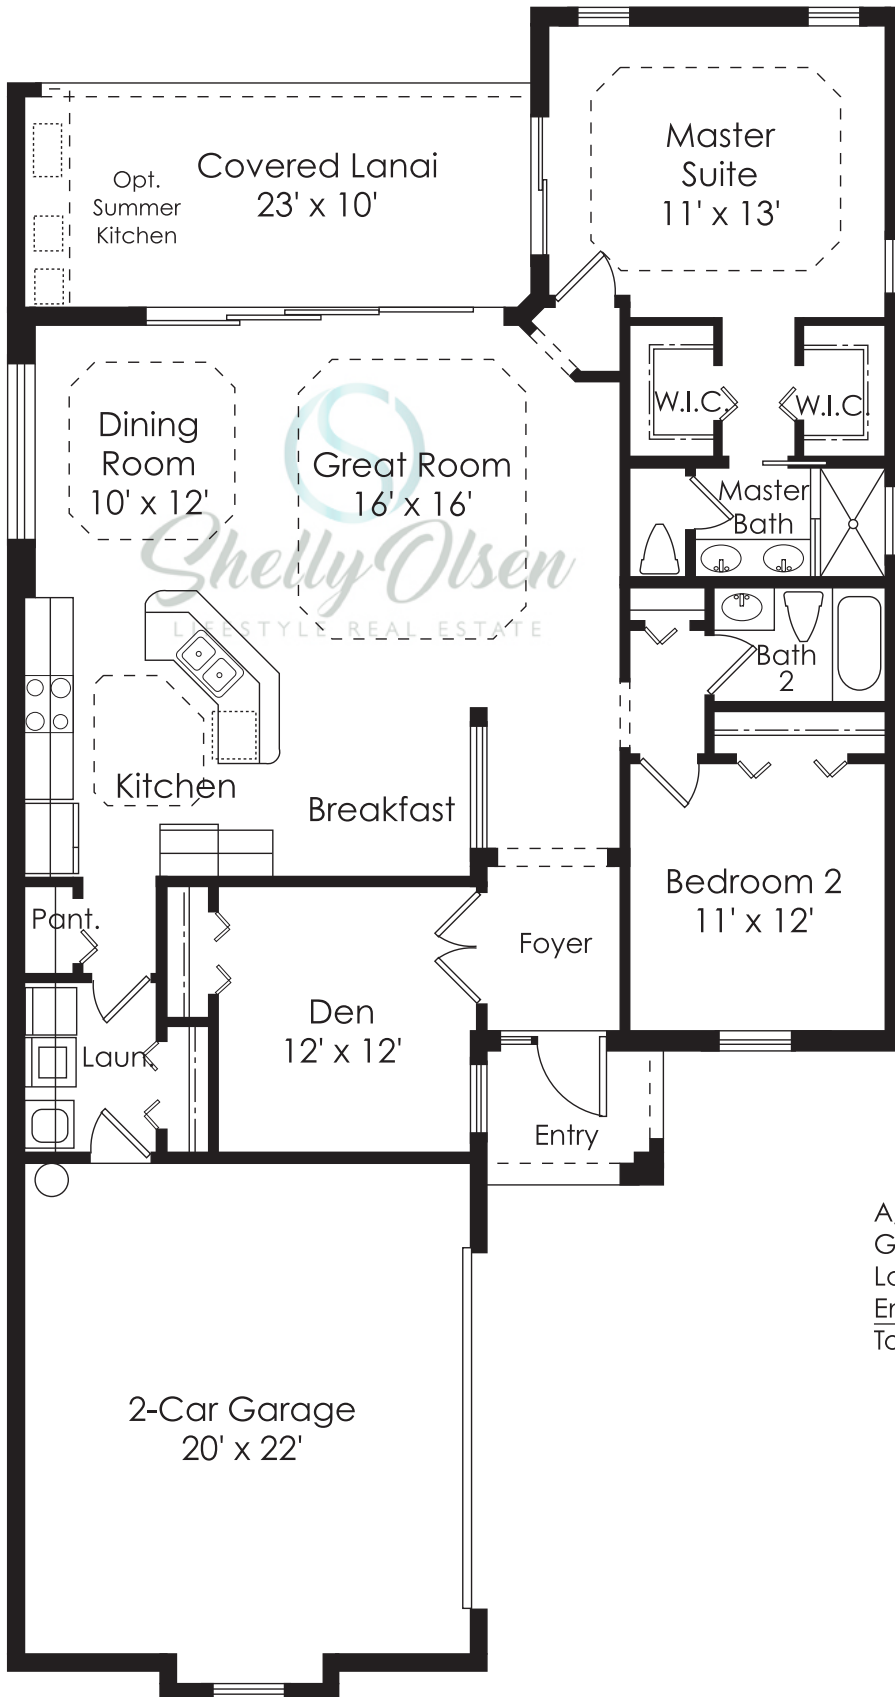 Master
Suite
11' x 13'
Covered Lanai
23' x 10'
Opt.
Summer
Kitchen
W.I.C.
W.I.C.
Dining
Room
10' x 12'
Great Room
16' x 16'
Master
Bath
Shelly Olsen
LIFESTYLE REAL ESTATE
Bath
2
Kitchen
Breakfast
Bedroom 2
11' x 12'
Pant.
Foyer
Den
12' x 12'
Laun.
Entry
2-Car Garage
20' x 22'